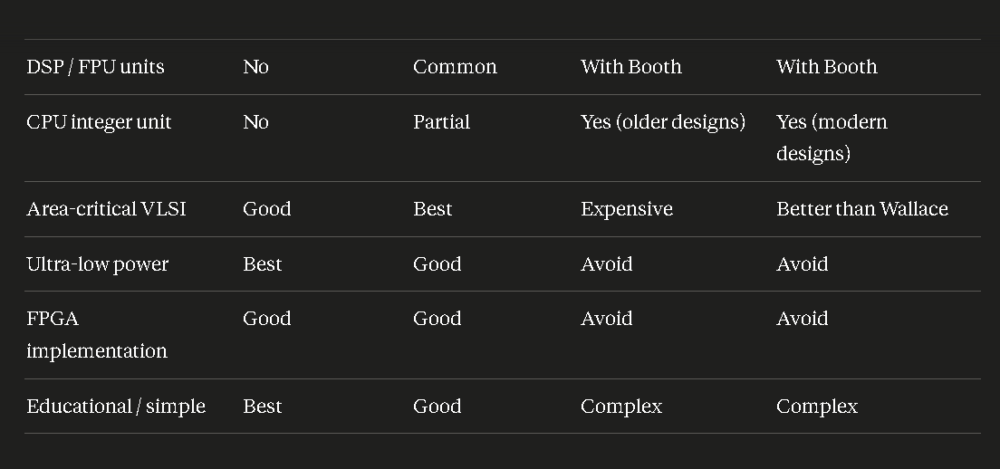 DSP / FPU units No Common With Booth With Booth
CPU integer unit No Partial Yes (older designs) Yes (modern
designs)
Area-critical VLSI Good Best Expensive Better than Wallace
Ultra-low power Best Good Avoid Avoid
FPGA Good Good Avoid Avoid
implementation
Educational / simple Best Good Complex Complex